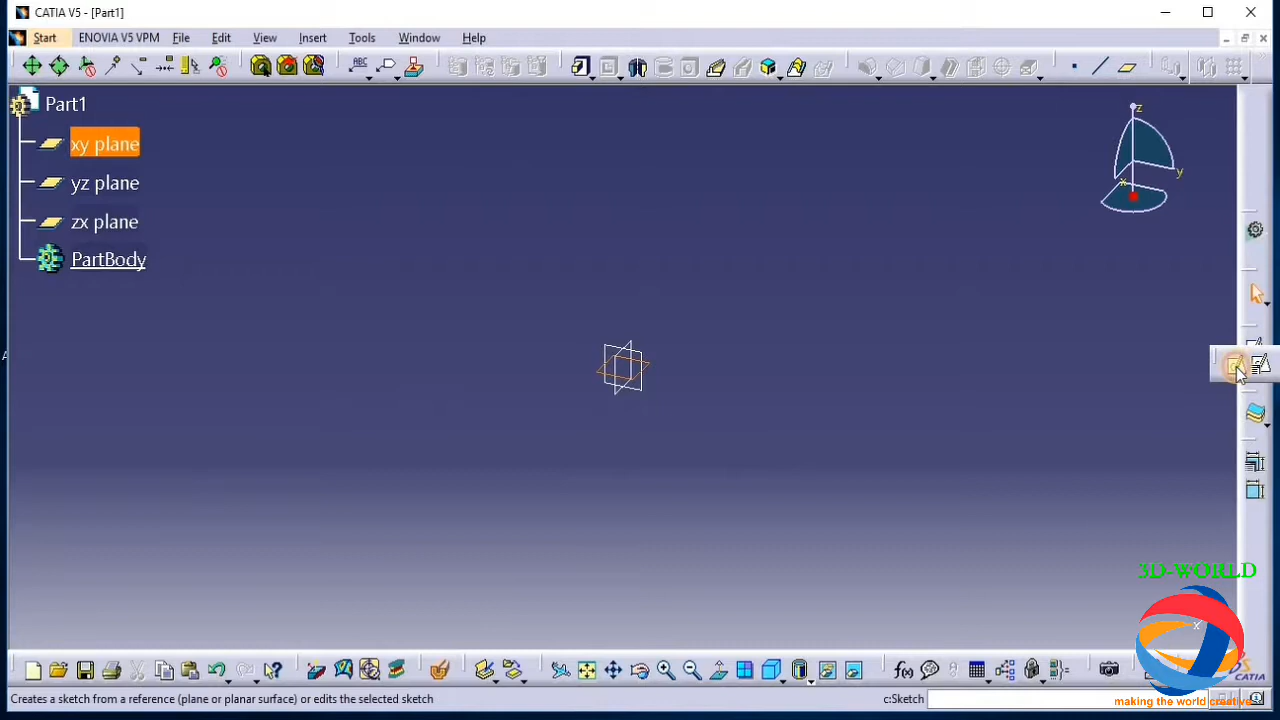 CATIA V5 - [Part1]
Start ENOVIA V5 VPM File Edit View Insert Tools Window Help
ABC
Part1
xy plane
yz plane
zx plane
PartBody
z
y
x
3D-WORLD
x
CATIA
making the world creative
Creates a sketch from a reference (plane or planar surface) or edits the selected sketch
c:Sketch